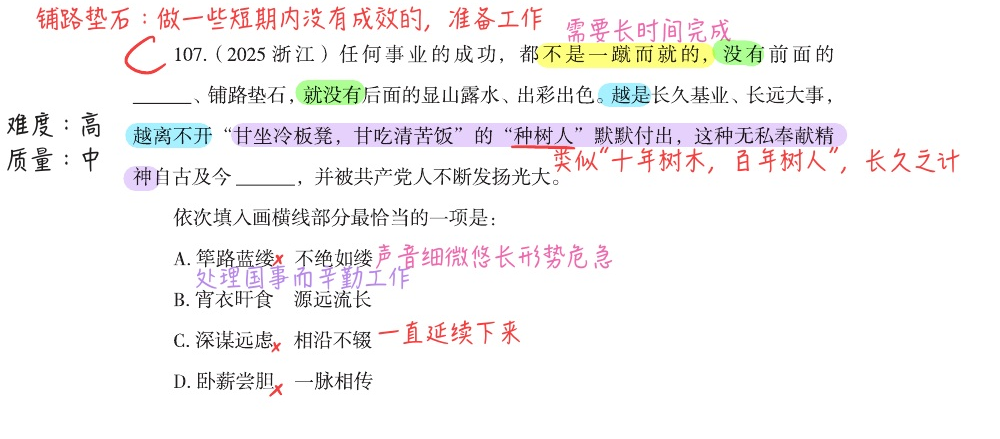 铺路垫石：做一些短期内没有成效的，准备工作
需要长时间完成
C
107.（2025 浙江）任何事业的成功，都不是一蹴而就的，没有前面的
______、铺路垫石，就没有后面的显山露水、出彩出色。越是长久基业、长远大事，
难度：高
越离不开“甘坐冷板凳，甘吃清苦饭”的“种树人”默默付出，这种无私奉献精
质量：中
类似“十年树木，百年树人”，长久之计
神自古及今 ______，并被共产党人不断发扬光大。
依次填入画横线部分最恰当的一项是：
A. 筚路蓝缕× 不绝如缕 声音细微悠长形势危急
处理国事而辛勤工作
B. 宵衣旰食 源远流长
C. 深谋远虑× 相沿不辍 一直延续下来
D. 卧薪尝胆× 一脉相传